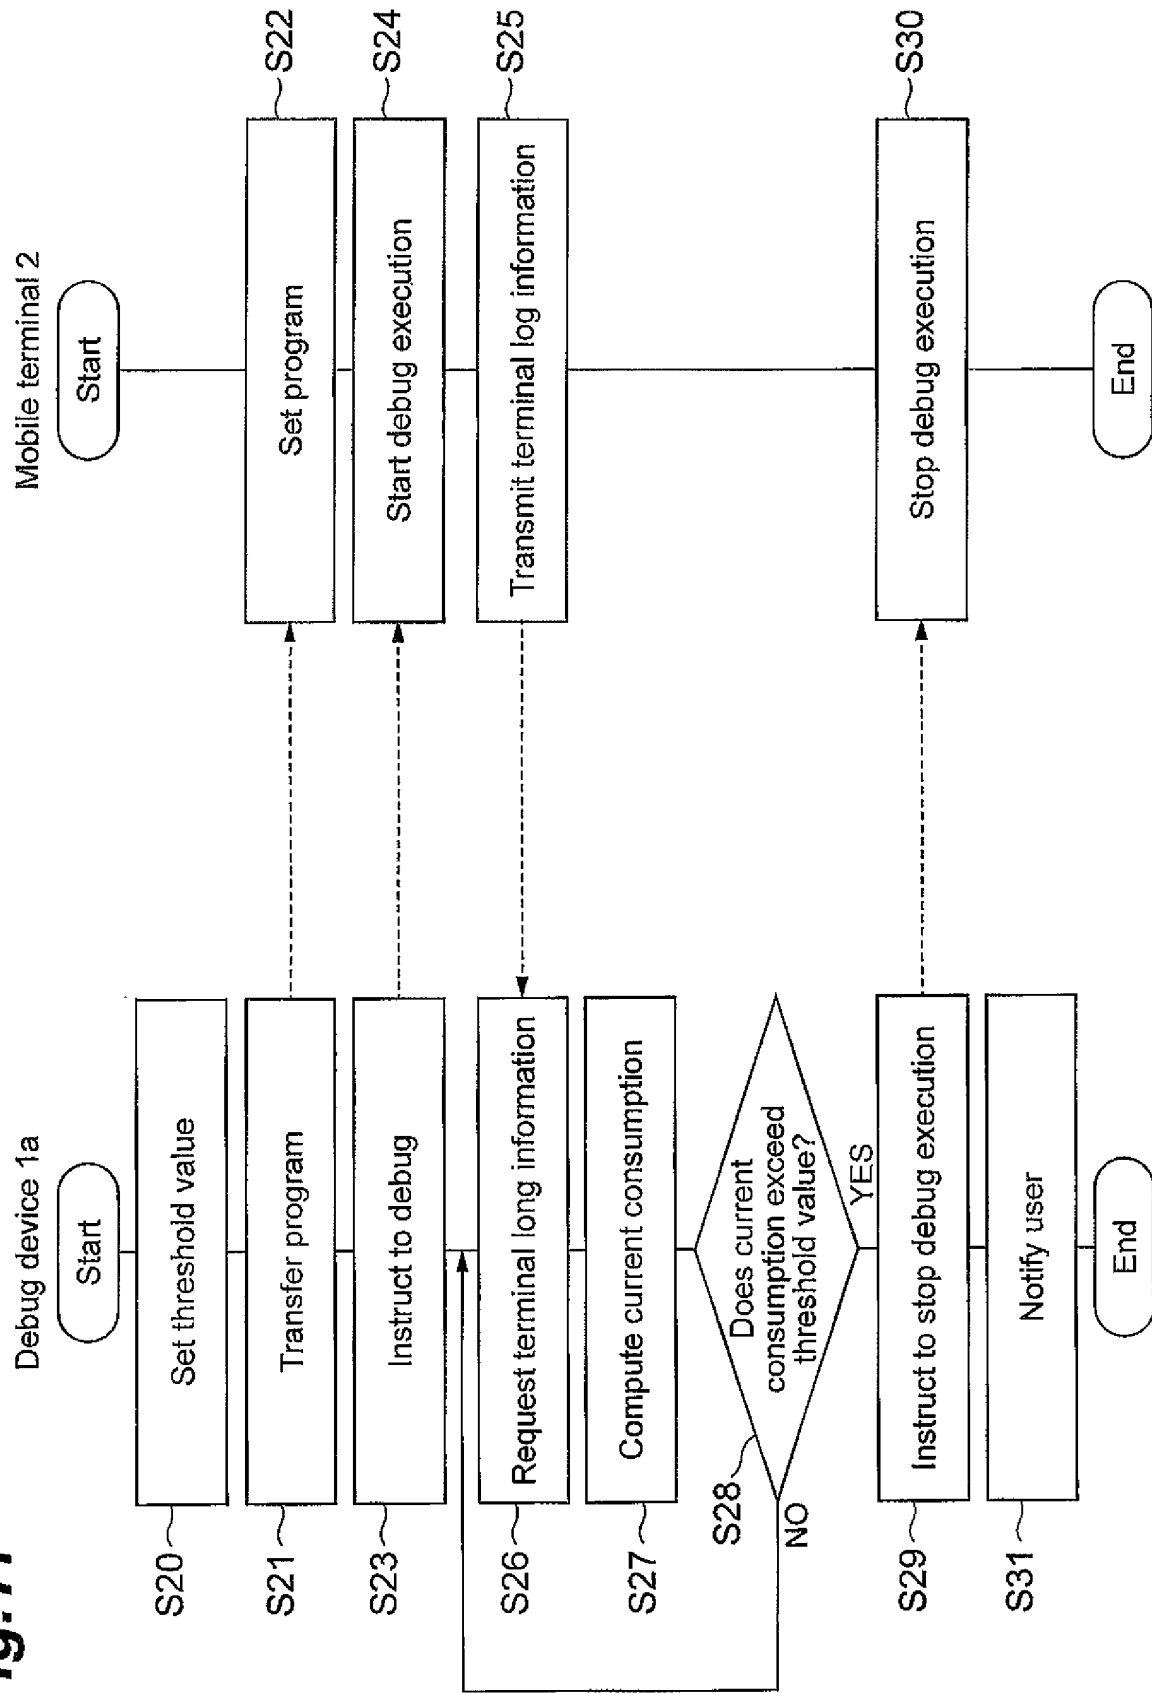 Debug device 1a
Start
S20
Set threshold value
S21
Transfer program
S23
Instruct to debug
S26
Request terminal long information
S27
Compute current consumption
S28
Does current
consumption exceed
threshold value?
NO
YES
S29
Instruct to stop debug execution
S31
Notify user
End
Mobile terminal 2
Start
Set program
S22
Start debug execution
S24
Transmit terminal log information
S25
Stop debug execution
S30
End